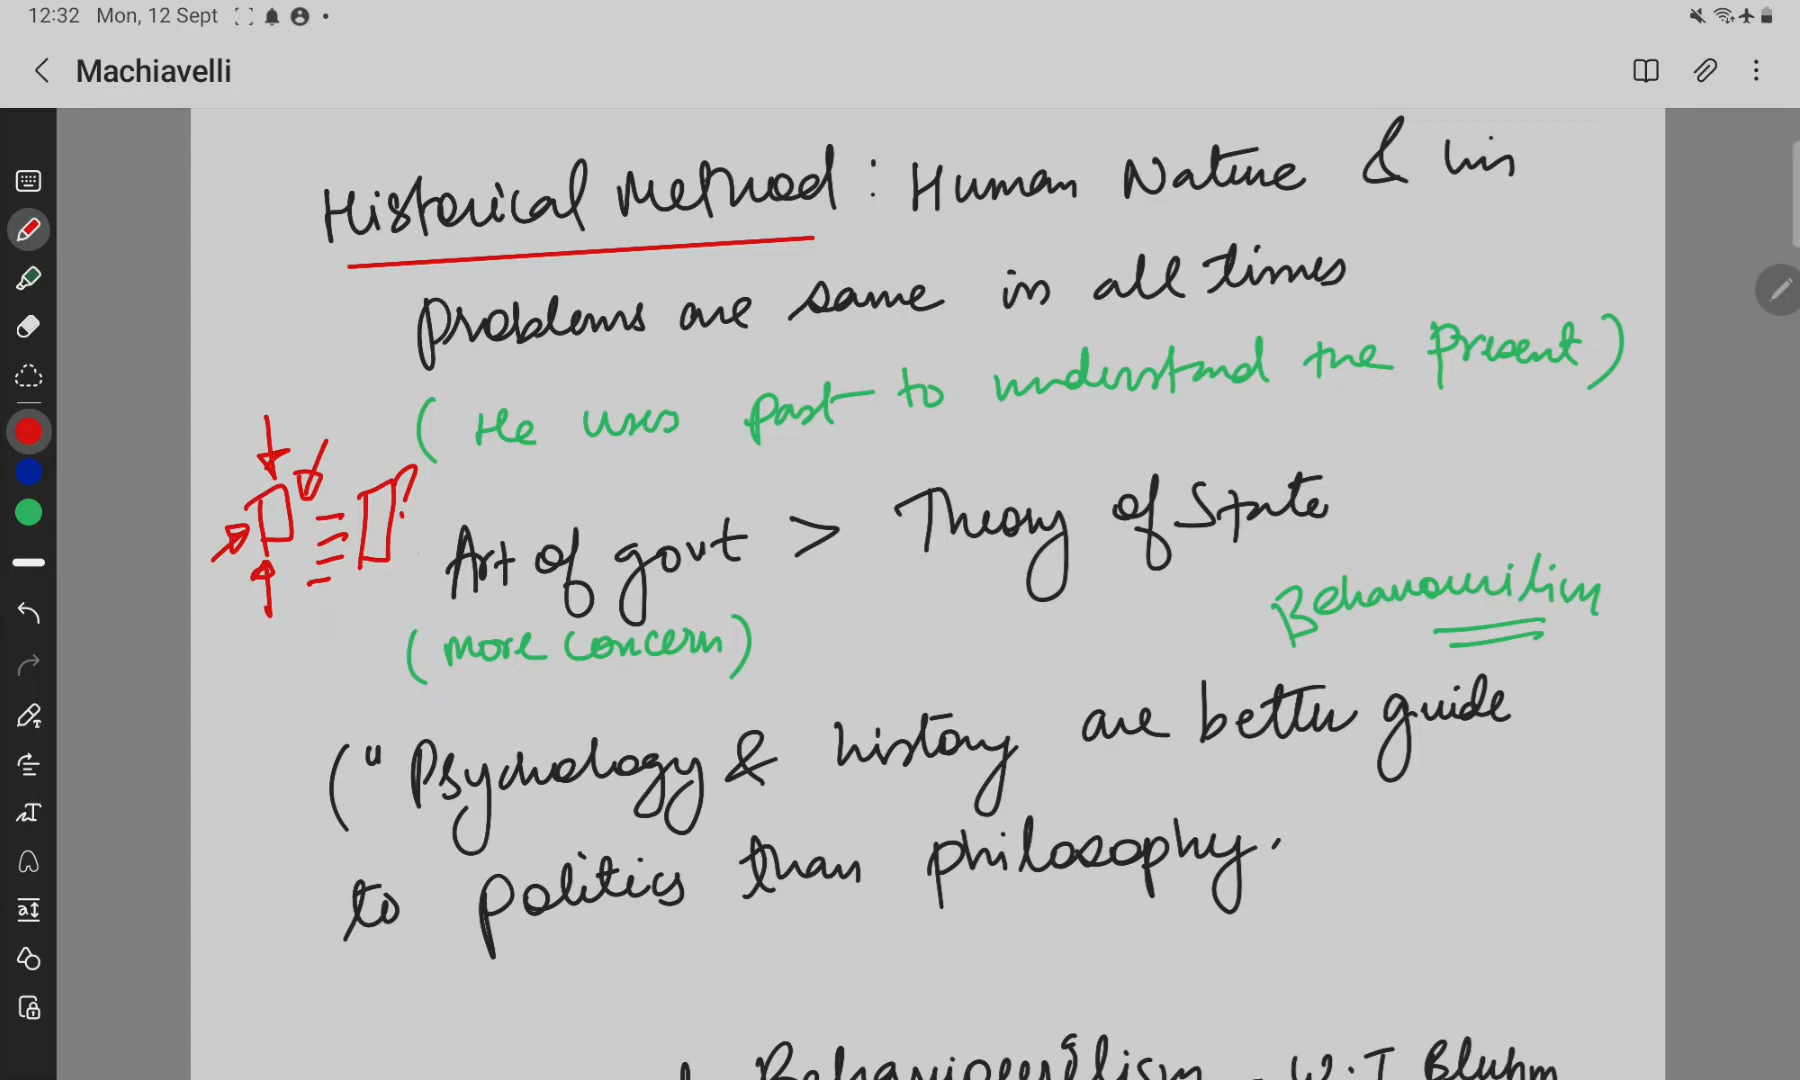 12:32 Mon, 12 Sept
Machiavelli
Historical Method : Human Nature & his
problems are same in all times
( He uses past to understand the present )
Art of govt > Theory of State
Behaviourilism
( more concern )
(" Psychology & history are better guide
to politics than philosophy.
Behaviouralism - W.T Bluhm